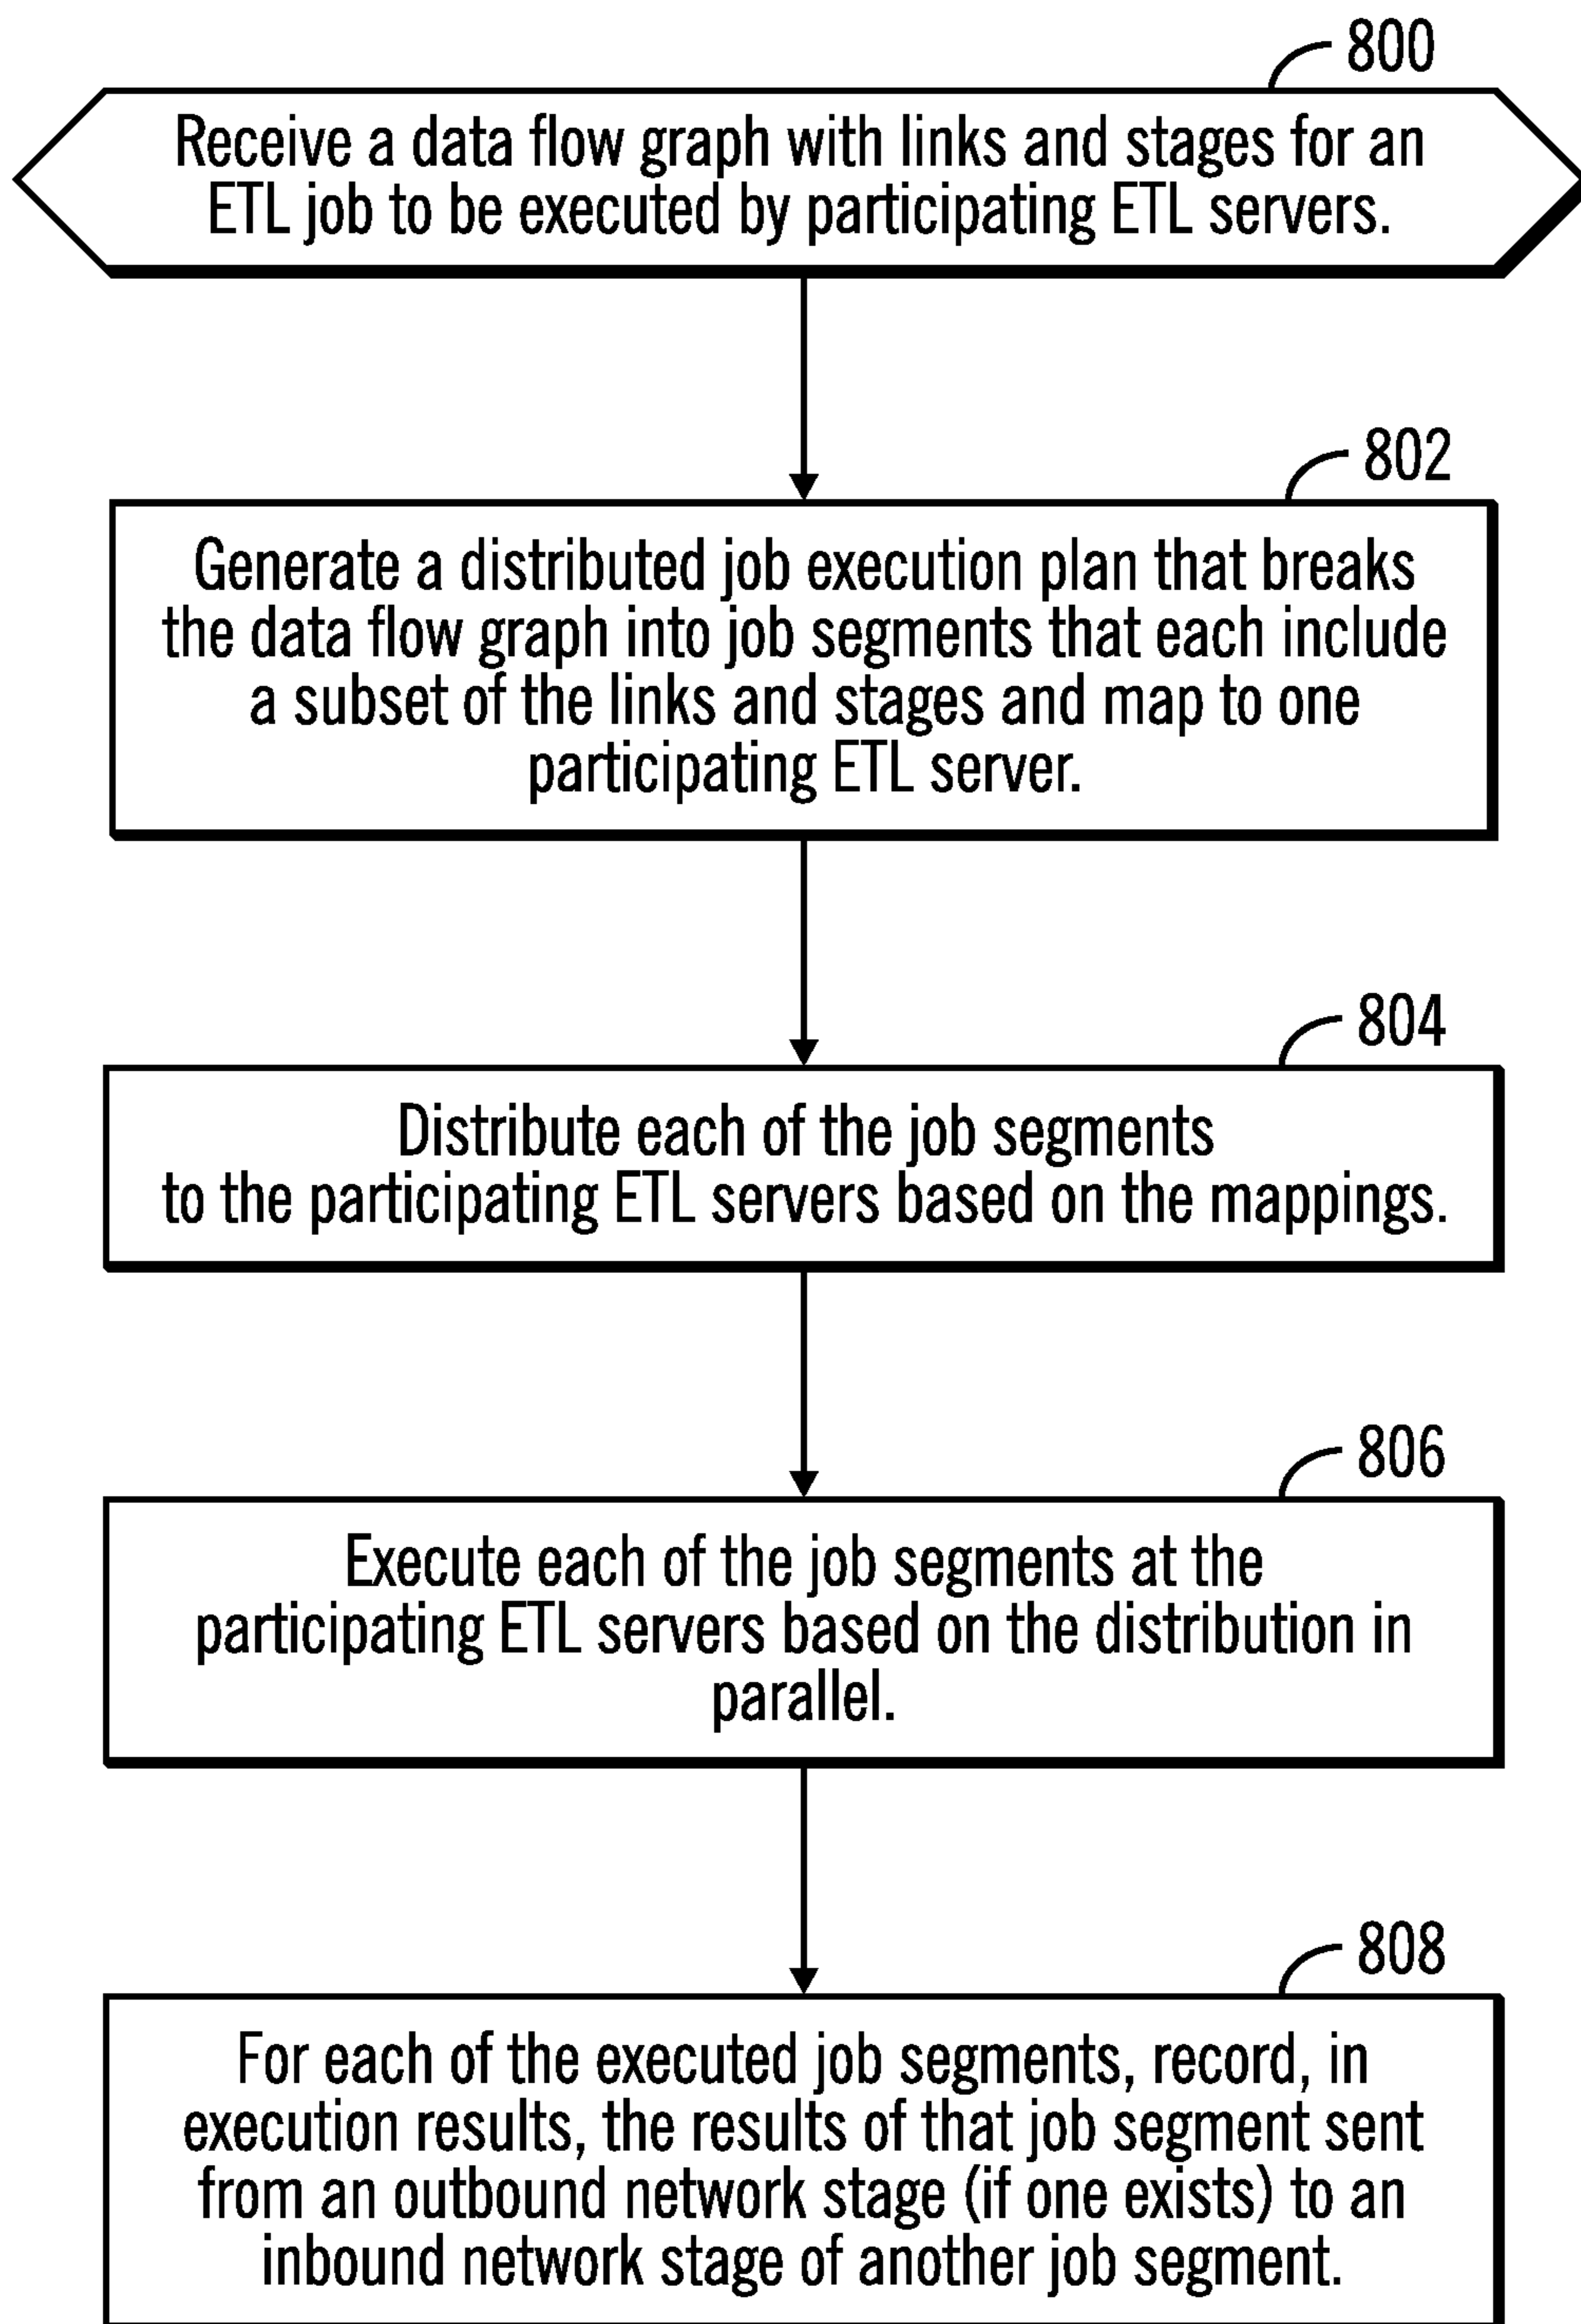 800
Receive a data flow graph with links and stages for an
ETL job to be executed by participating ETL servers.
802
Generate a distributed job execution plan that breaks
the data flow graph into job segments that each include
a subset of the links and stages and map to one
participating ETL server.
804
Distribute each of the job segments
to the participating ETL servers based on the mappings.
806
Execute each of the job segments at the
participating ETL servers based on the distribution in
parallel.
808
For each of the executed job segments, record, in
execution results, the results of that job segment sent
from an outbound network stage (if one exists) to an
inbound network stage of another job segment.